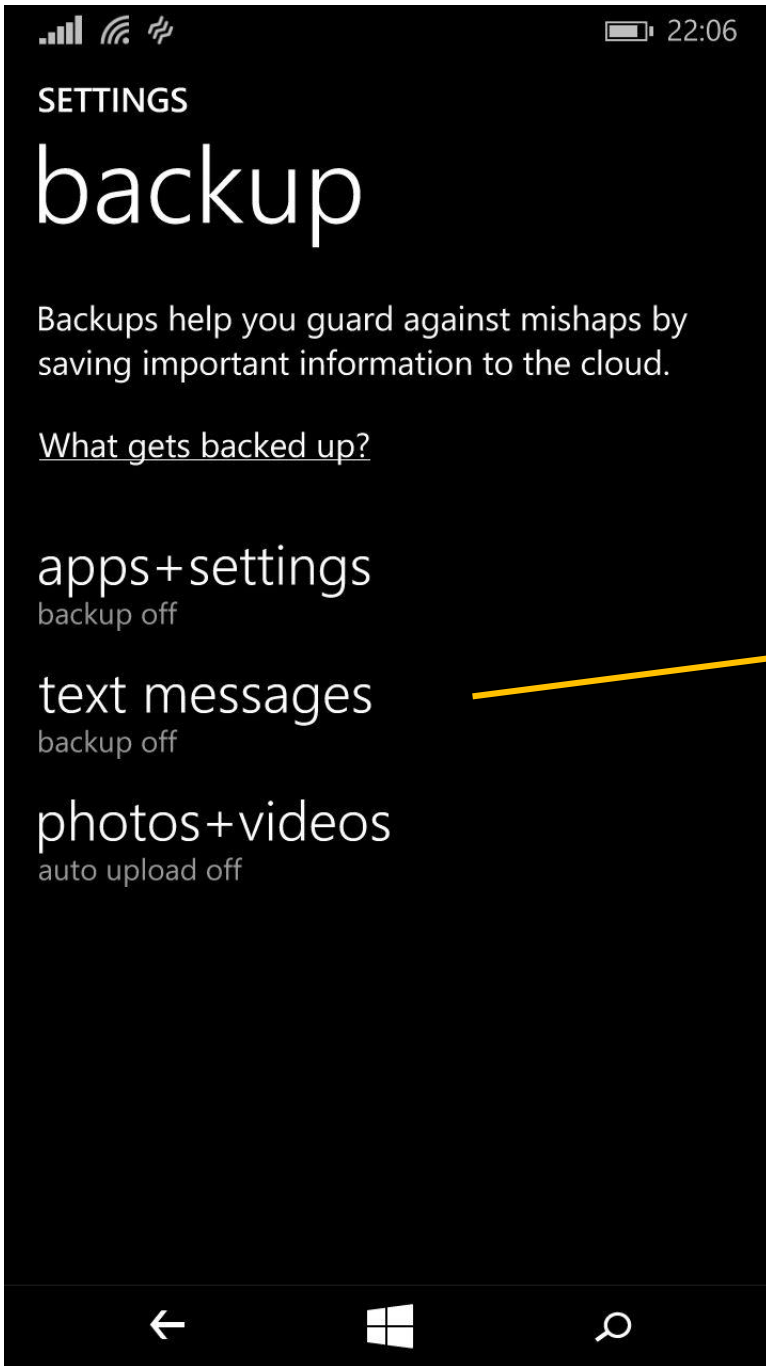 22:06
SETTINGS
backup
Backups help you guard against mishaps by
saving important information to the cloud.
What gets backed up?
apps+settings
backup off
text messages
backup off
photos+videos
auto upload off